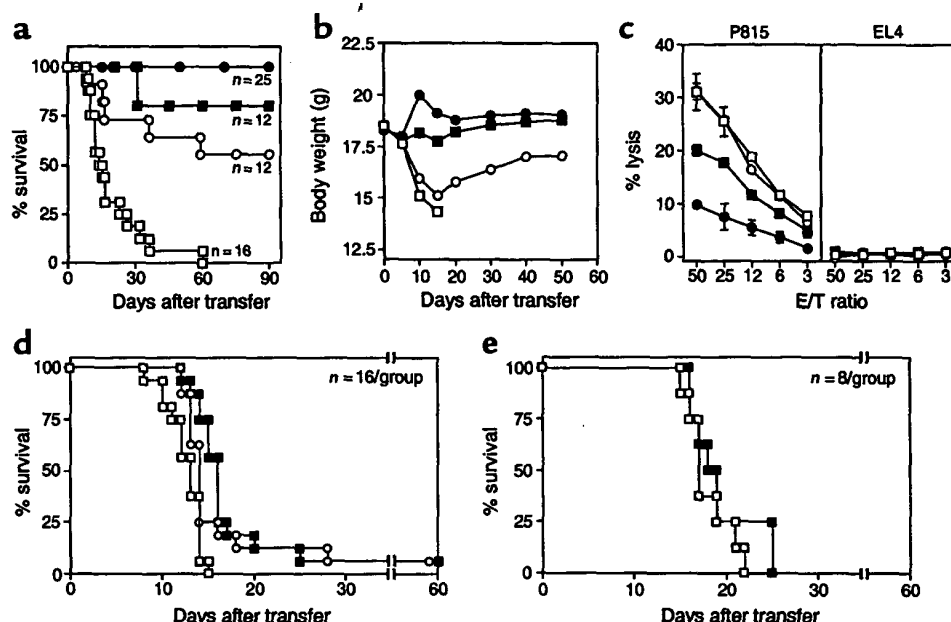 a
% survival
100
75
50
25
0
n=25
n=12
n=12
n=16
0 30 60 90
Days after transfer
b
Body weight (g)
22.5
20
17.5
15
12.5
0 10 20 30 40 50 60
Days after transfer
c
P815 EL4
% lysis
40
30
20
10
0
50 25 12 6 3 50 25 12 6 3
E/T ratio
d
% survival
100
75
50
25
0
n = 16/group
0 20 40 60
Days after transfer
e
% survival
100
75
50
25
0
n = 8/group
0 20 40 60
Days after transfer